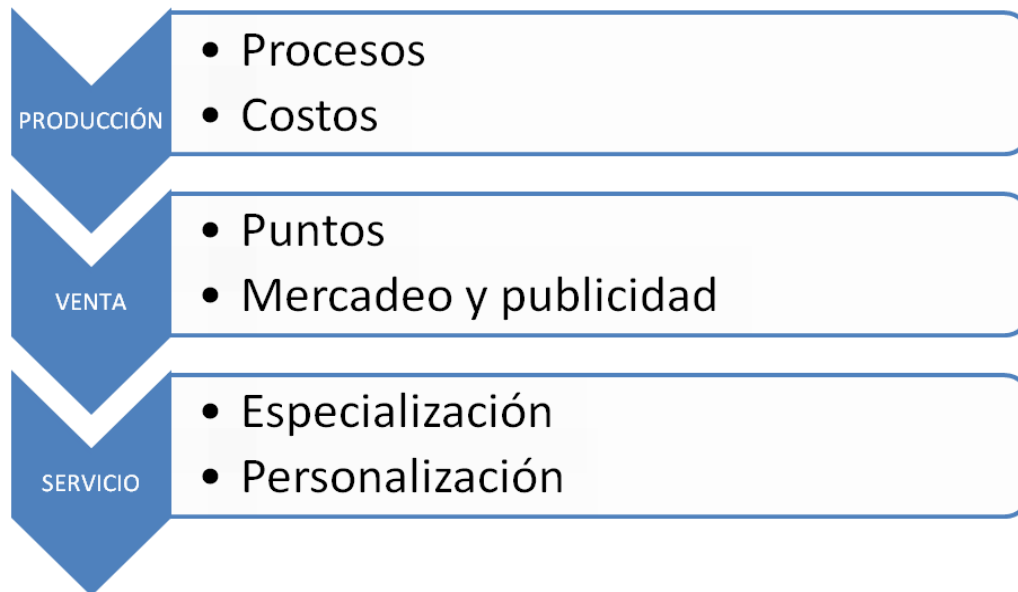 PRODUCCIÓN
• Procesos
• Costos
VENTA
• Puntos
• Mercadeo y publicidad
SERVICIO
• Especialización
• Personalización